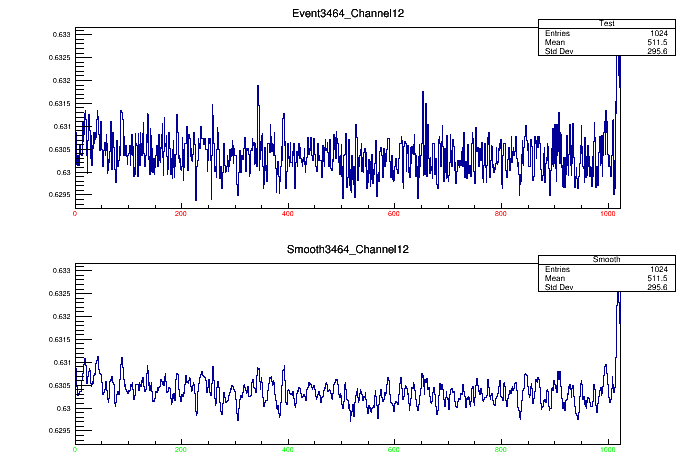 Event3464_Channel12
Test
Entries 1024
Mean 511.5
Std Dev 295.6
0.633
0.6325
0.632
0.6315
0.631
0.6305
0.63
0.6295
0 200 400 600 800 1000
Smooth3464_Channel12
Smooth
Entries 1024
Mean 511.5
Std Dev 295.6
0.633
0.6325
0.632
0.6315
0.631
0.6305
0.63
0.6295
0 200 400 600 800 1000